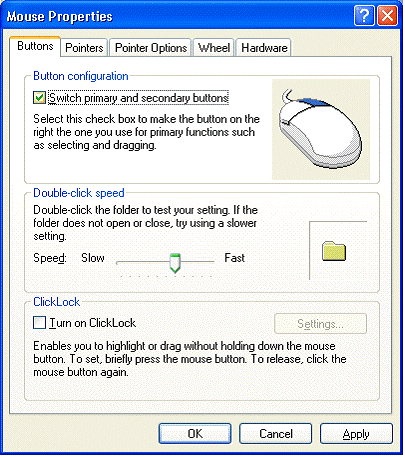 Mouse Properties
Buttons Pointers Pointer Options Wheel Hardware
Button configuration
Switch primary and secondary buttons
Select this check box to make the button on the
right the one you use for primary functions such
as selecting and dragging.
Double-click speed
Double-click the folder to test your setting. If the
folder does not open or close, try using a slower
setting.
Speed: Slow Fast
ClickLock
Turn on ClickLock Settings...
Enables you to highlight or drag without holding down the mouse
button. To set, briefly press the mouse button. To release, click the
mouse button again.
OK Cancel Apply